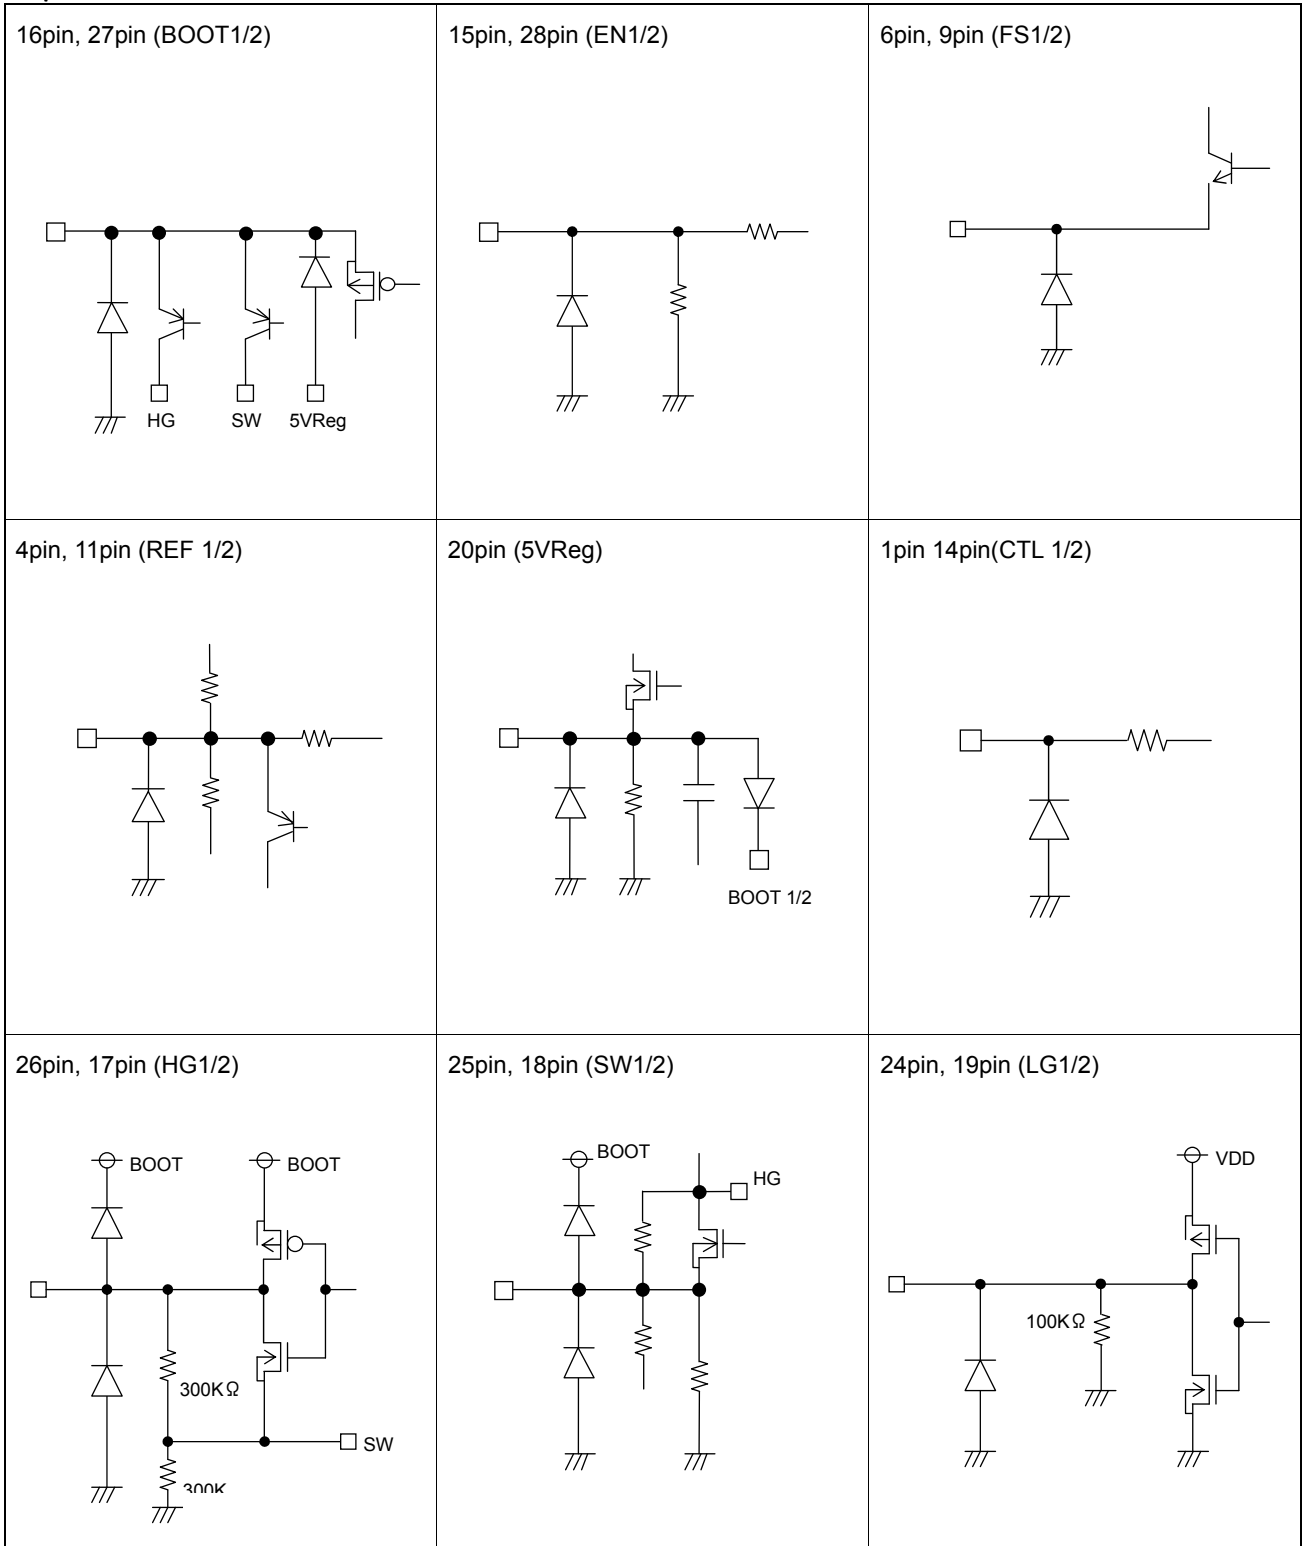 16pin, 27pin (BOOT1/2)
15pin, 28pin (EN1/2)
6pin, 9pin (FS1/2)
HG
SW
5VReg
4pin, 11pin (REF 1/2)
20pin (5VReg)
1pin 14pin(CTL 1/2)
BOOT 1/2
26pin, 17pin (HG1/2)
25pin, 18pin (SW1/2)
24pin, 19pin (LG1/2)
BOOT
BOOT
300KΩ
SW
300K
BOOT
HG
VDD
100KΩ